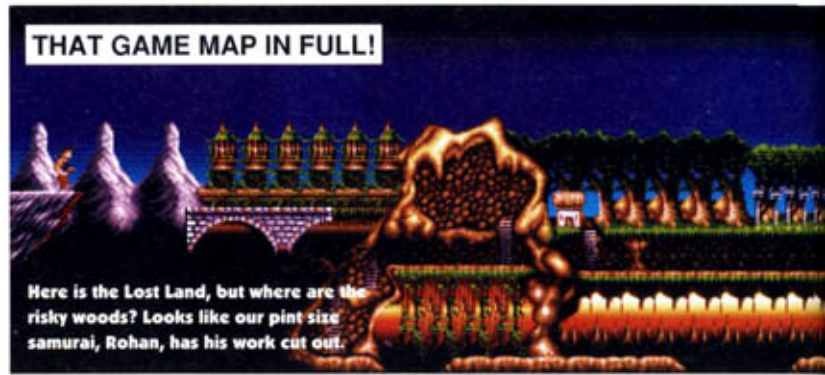 THAT GAME MAP IN FULL!
Here is the Lost Land, but where are the
risky woods? Looks like our pint size
samurai, Rohan, has his work cut out.